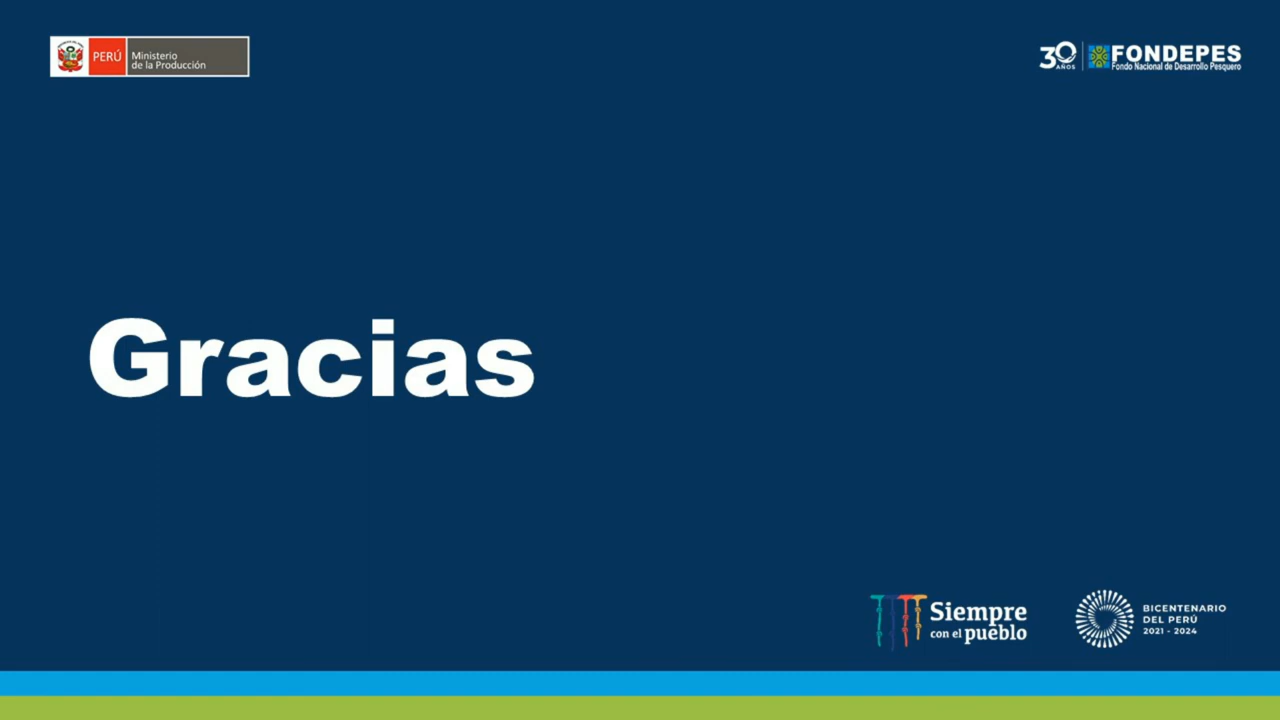 PERÚ
Ministerio
de la Producción
30
AÑOS
FONDEPES
Fondo Nacional de Desarrollo Pesquero
Gracias
Siempre
con el pueblo
BICENTENARIO
DEL PERÚ
2021 - 2024